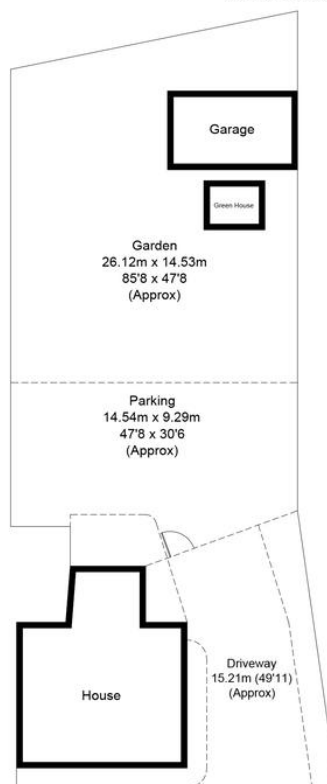 Garage
Green House
Garden
26.12m x 14.53m
85'8 x 47'8
(Approx)
Parking
14.54m x 9.29m
47'8 x 30'6
(Approx)
Driveway
15.21m (49'11)
(Approx)
House